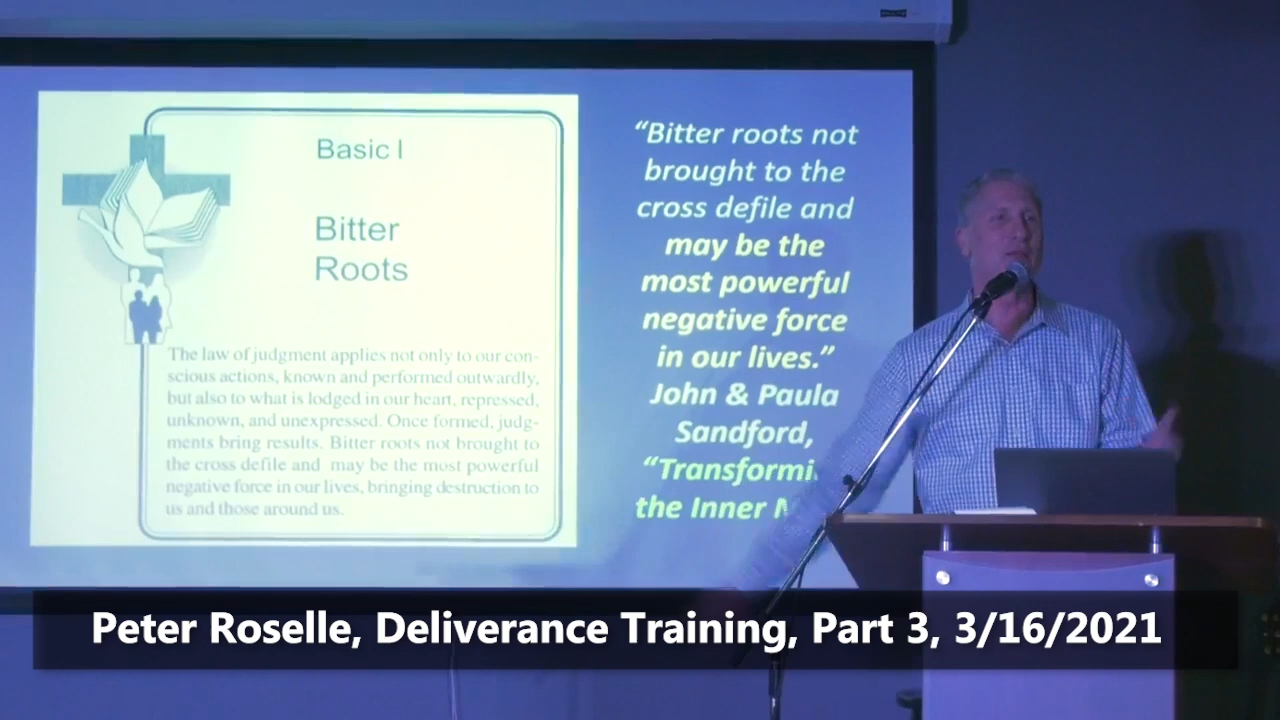 Basic I
Bitter
Roots
The law of judgment applies not only to our con-
scious actions, known and performed outwardly,
but also to what is lodged in our heart, repressed,
unknown, and unexpressed. Once formed, judg-
ments bring results. Bitter roots not brought to
the cross defile and may be the most powerful
negative force in our lives, bringing destruction to
us and those around us.
“Bitter roots not
brought to the
cross defile and
may be the
most powerful
negative force
in our lives.”
John & Paula
Sandford,
“Transformi
the Inner
Peter Roselle, Deliverance Training, Part 3, 3/16/2021